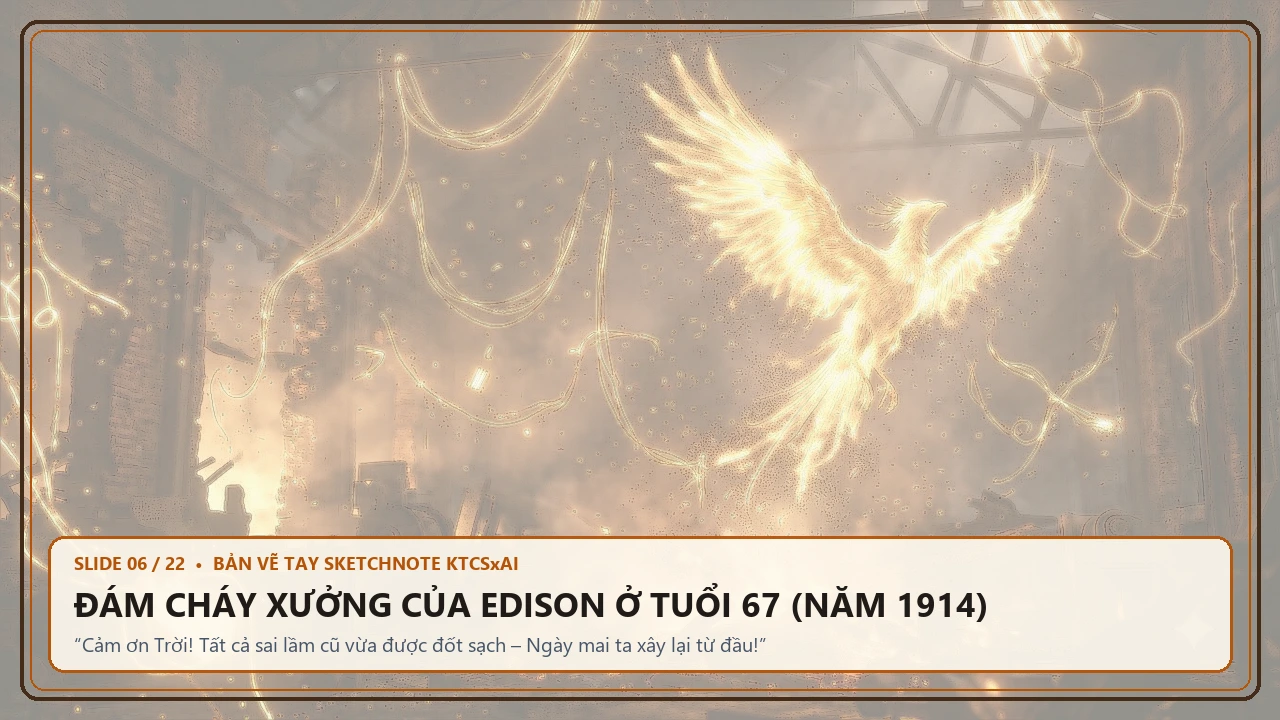 SLIDE 06 / 22 • BẢN VẼ TAY SKETCHNOTE KTCSxAI
ĐÁM CHÁY XƯỞNG CỦA EDISON Ở TUỔI 67 (NĂM 1914)
“Cảm ơn Trời! Tất cả sai lầm cũ vừa được đốt sạch – Ngày mai ta xây lại từ đầu!”